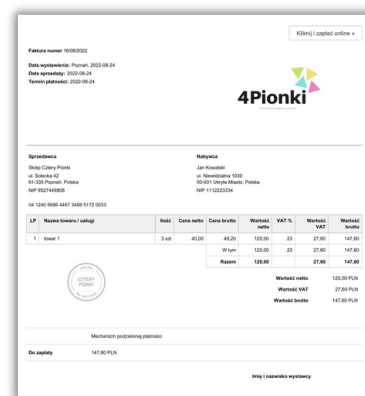 Kliknij i zapłać online »
Faktura numer 16/08/2022
Data wystawienia: Poznań, 2022-08-24
Data sprzedaży: 2022-08-24
Termin płatności: 2022-08-24
4Pionki
Sprzedawca
Nabywca
Sklep Cztery Pionki
Jan Kowalski
ul. Solecka 42
ul. Niewidzialna 1030
61-335 Poznań, Polska
00-001 Ukryte Miasto, Polska
NIP 9527449808
NIP 1112223334
04 1240 5686 4467 3488 5172 0033
LP Nazwa towaru / usługi Ilość Cena netto Cena brutto Wartość netto VAT % Wartość VAT Wartość brutto
1 towar 1 3 szt 40,00 49,20 120,00 23 27,60 147,60
W tym 120,00 23 27,60 147,60
Razem 120,00 27,60 147,60
CZTERY
PIONKI
Wartość netto 120,00 PLN
Wartość VAT 27,60 PLN
Wartość brutto 147,60 PLN
Mechanizm podzielonej płatności
Do zapłaty 147,60 PLN
Imię i nazwisko wystawcy